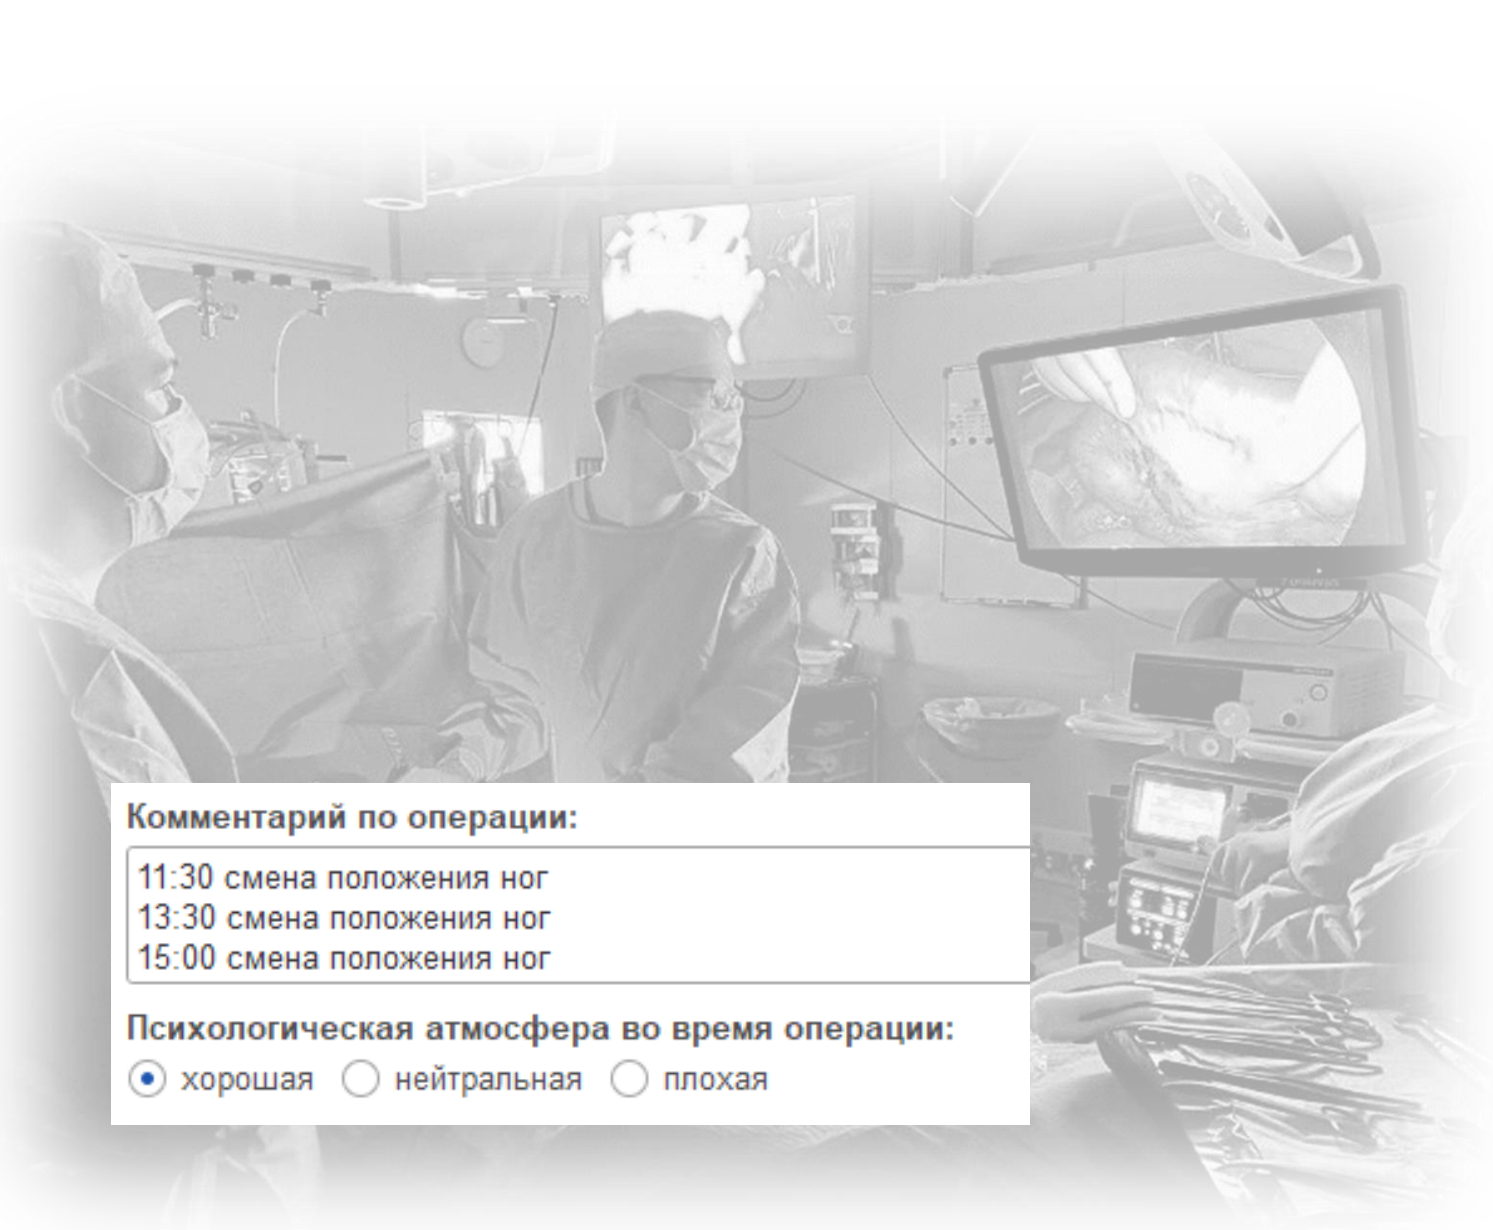 Комментарий по операции:
11:30 смена положения ног
13:30 смена положения ног
15:00 смена положения ног
Психологическая атмосфера во время операции:
хорошая нейтральная плохая